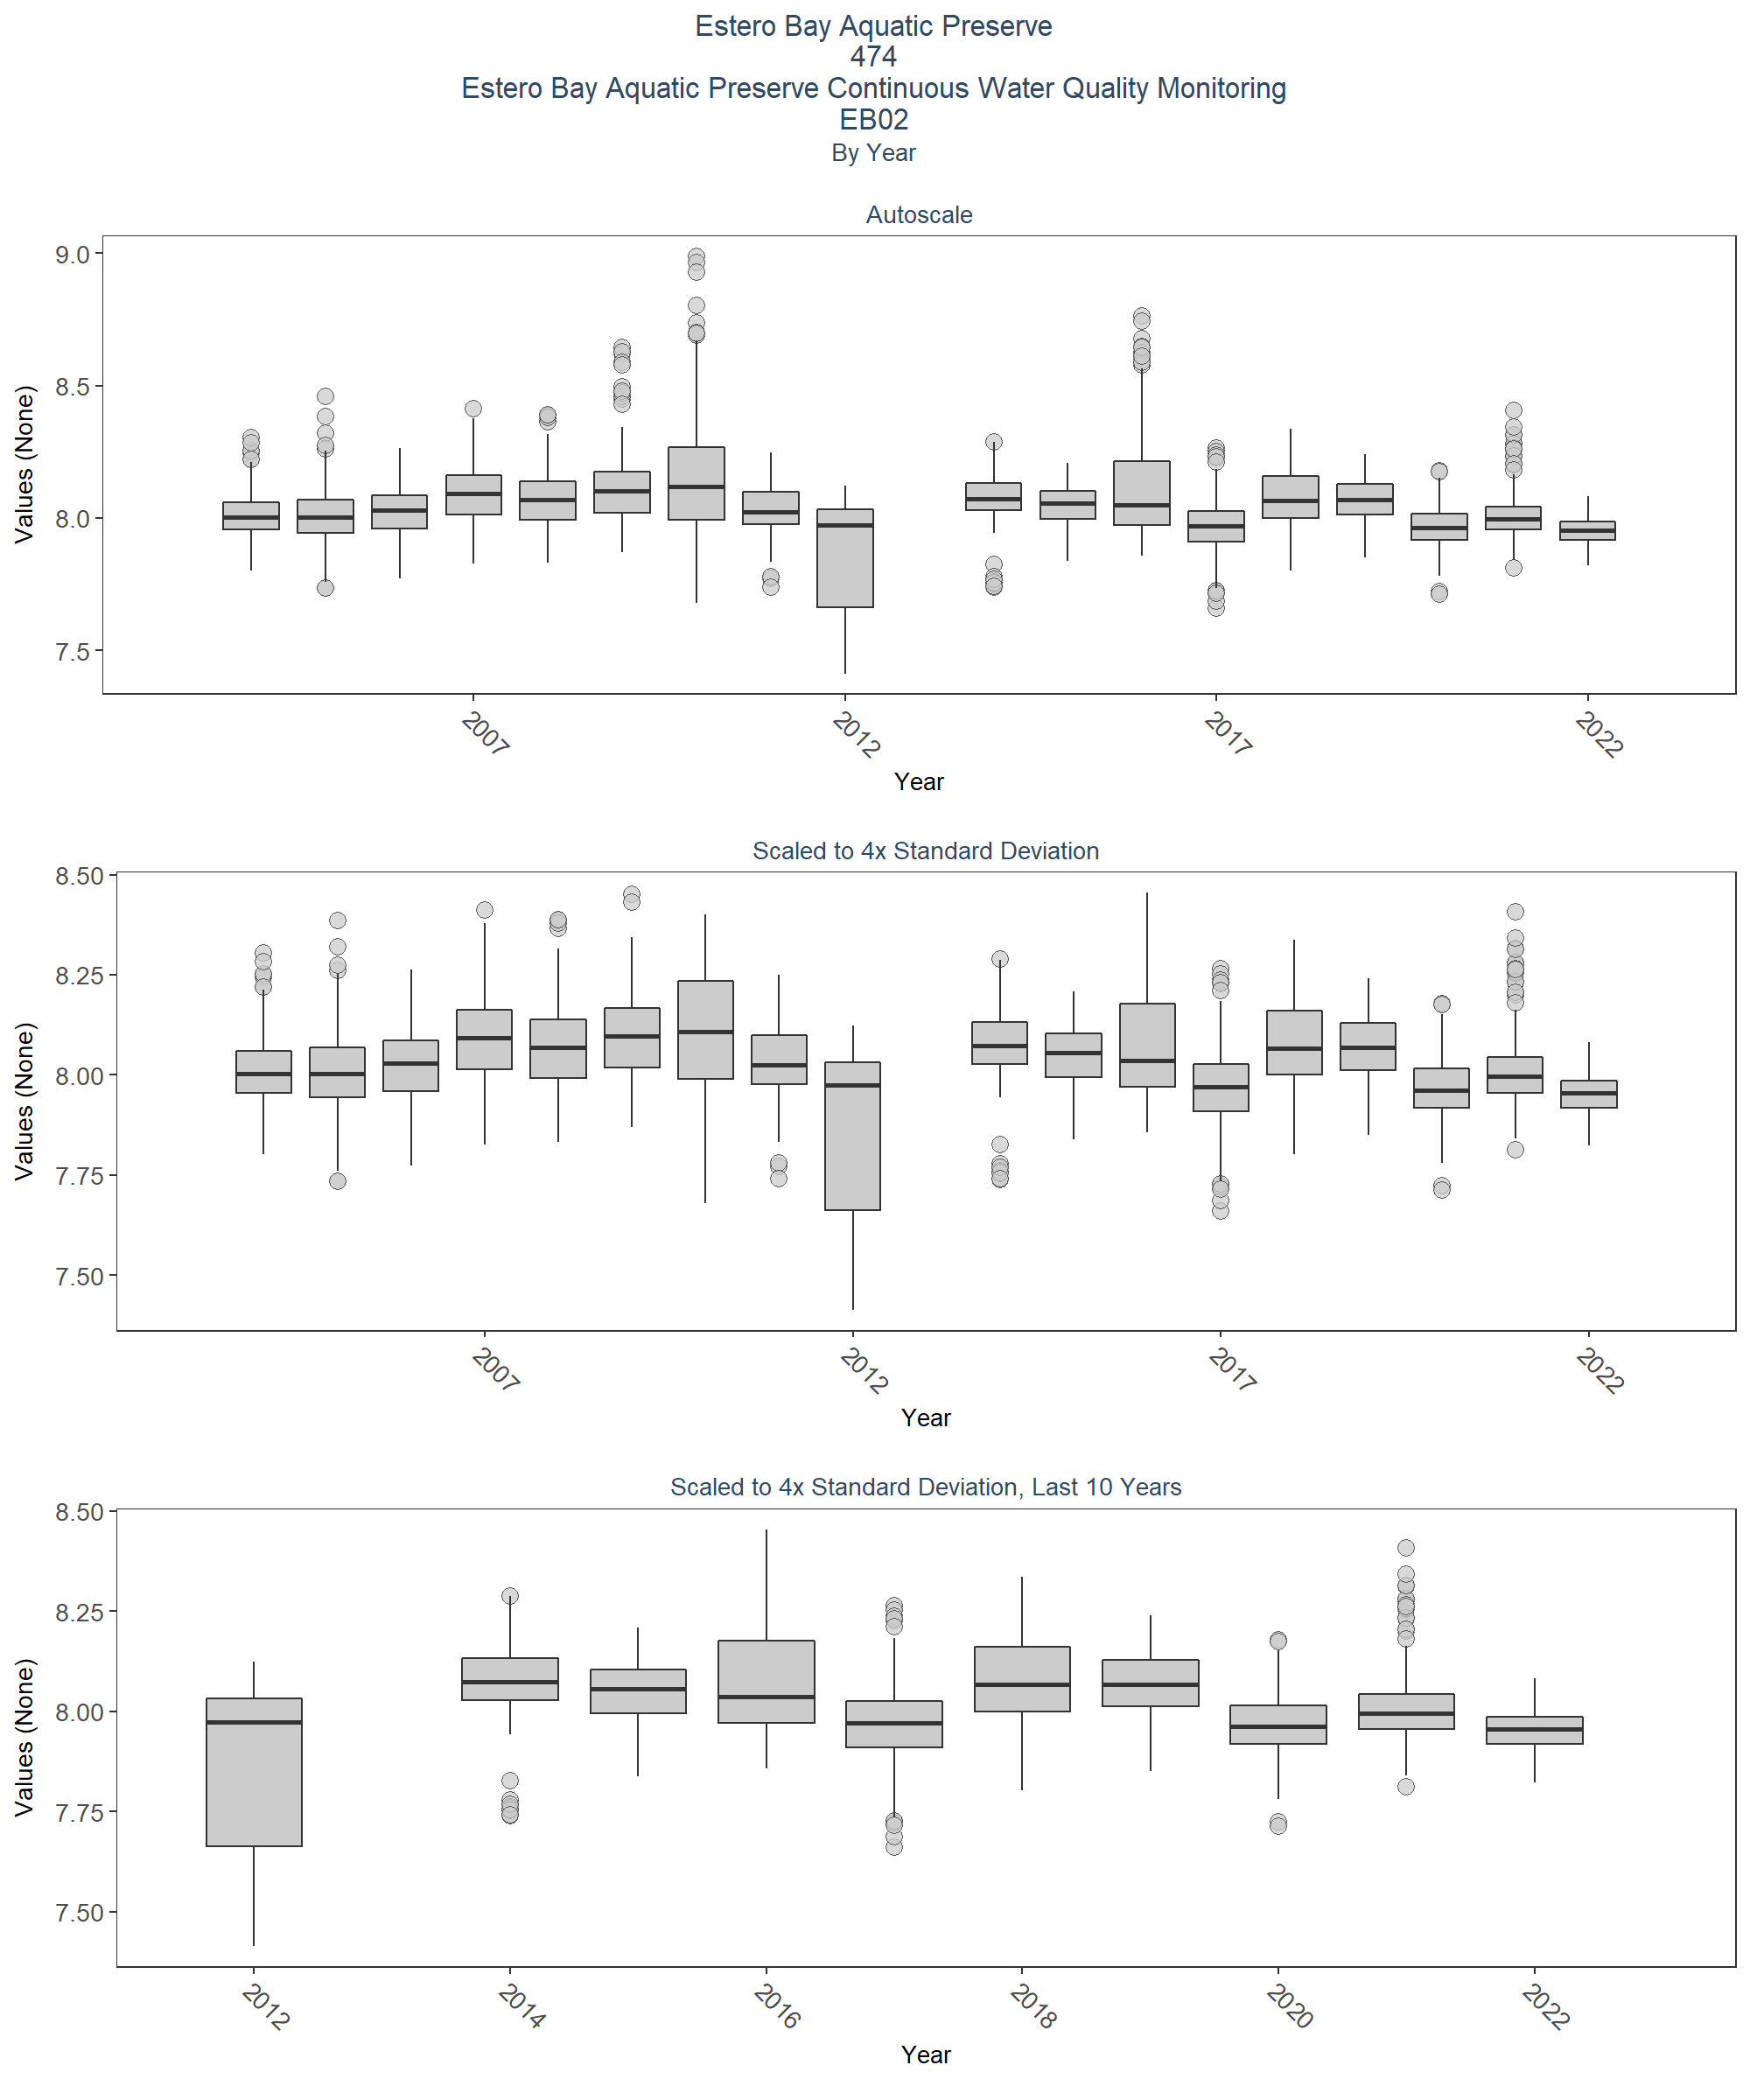 Estero Bay Aquatic Preserve
474
Estero Bay Aquatic Preserve Continuous Water Quality Monitoring
EB02
By Year
Autoscale
Values (None)
9.0
8.5
8.0
7.5
2007
2012
2017
2022
Year
Scaled to 4x Standard Deviation
Values (None)
8.50
8.25
8.00
7.75
7.50
2007
2012
2017
2022
Year
Scaled to 4x Standard Deviation, Last 10 Years
Values (None)
8.50
8.25
8.00
7.75
7.50
2012
2014
2016
2018
2020
2022
Year